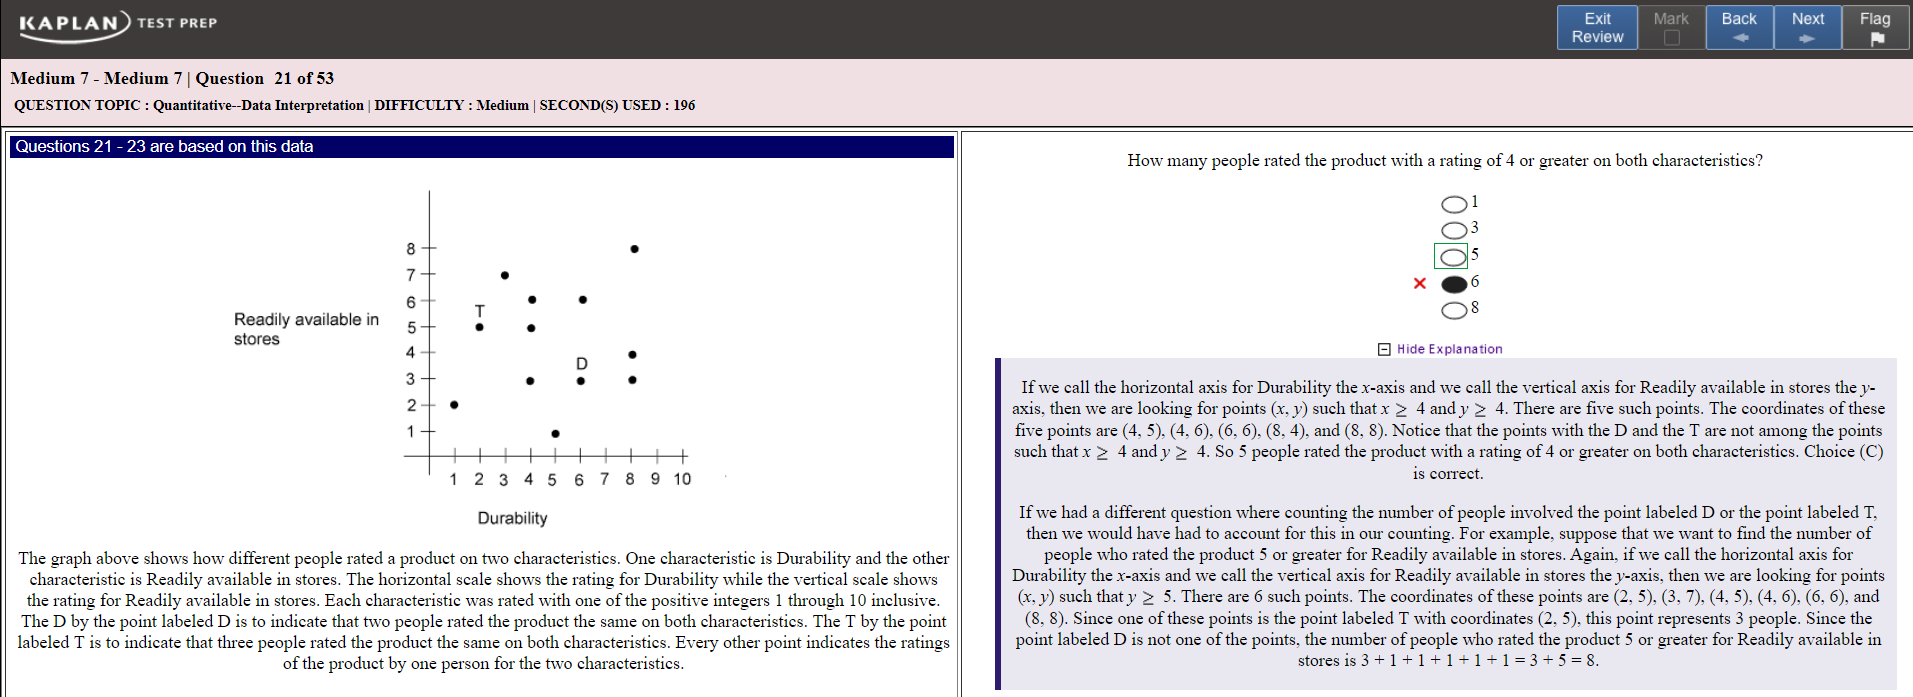 KAPLAN TEST PREP
Exit Review
Mark
Back
Next
Flag
Medium 7 - Medium 7 | Question 21 of 53
QUESTION TOPIC : Quantitative--Data Interpretation | DIFFICULTY : Medium | SECOND(S) USED : 196
Questions 21 - 23 are based on this data
8
7
6
5
4
3
2
1
T
D
Readily available in
stores
1 2 3 4 5 6 7 8 9 10
Durability
The graph above shows how different people rated a product on two characteristics. One characteristic is Durability and the other
characteristic is Readily available in stores. The horizontal scale shows the rating for Durability while the vertical scale shows
the rating for Readily available in stores. Each characteristic was rated with one of the positive integers 1 through 10 inclusive.
The D by the point labeled D is to indicate that two people rated the product the same on both characteristics. The T by the point
labeled T is to indicate that three people rated the product the same on both characteristics. Every other point indicates the ratings
of the product by one person for the two characteristics.
How many people rated the product with a rating of 4 or greater on both characteristics?
1
3
5
6
8
Hide Explanation
If we call the horizontal axis for Durability the x-axis and we call the vertical axis for Readily available in stores the y-
axis, then we are looking for points (x, y) such that x ≥ 4 and y ≥ 4. There are five such points. The coordinates of these
five points are (4, 5), (4, 6), (6, 6), (8, 4), and (8, 8). Notice that the points with the D and the T are not among the points
such that x ≥ 4 and y ≥ 4. So 5 people rated the product with a rating of 4 or greater on both characteristics. Choice (C)
is correct.
If we had a different question where counting the number of people involved the point labeled D or the point labeled T,
then we would have had to account for this in our counting. For example, suppose that we want to find the number of
people who rated the product 5 or greater for Readily available in stores. Again, if we call the horizontal axis for
Durability the x-axis and we call the vertical axis for Readily available in stores the y-axis, then we are looking for points
(x, y) such that y ≥ 5. There are 6 such points. The coordinates of these points are (2, 5), (3, 7), (4, 5), (4, 6), (6, 6), and
(8, 8). Since one of these points is the point labeled T with coordinates (2, 5), this point represents 3 people. Since the
point labeled D is not one of the points, the number of people who rated the product 5 or greater for Readily available in
stores is 3 + 1 + 1 + 1 + 1 + 1 = 3 + 5 = 8.